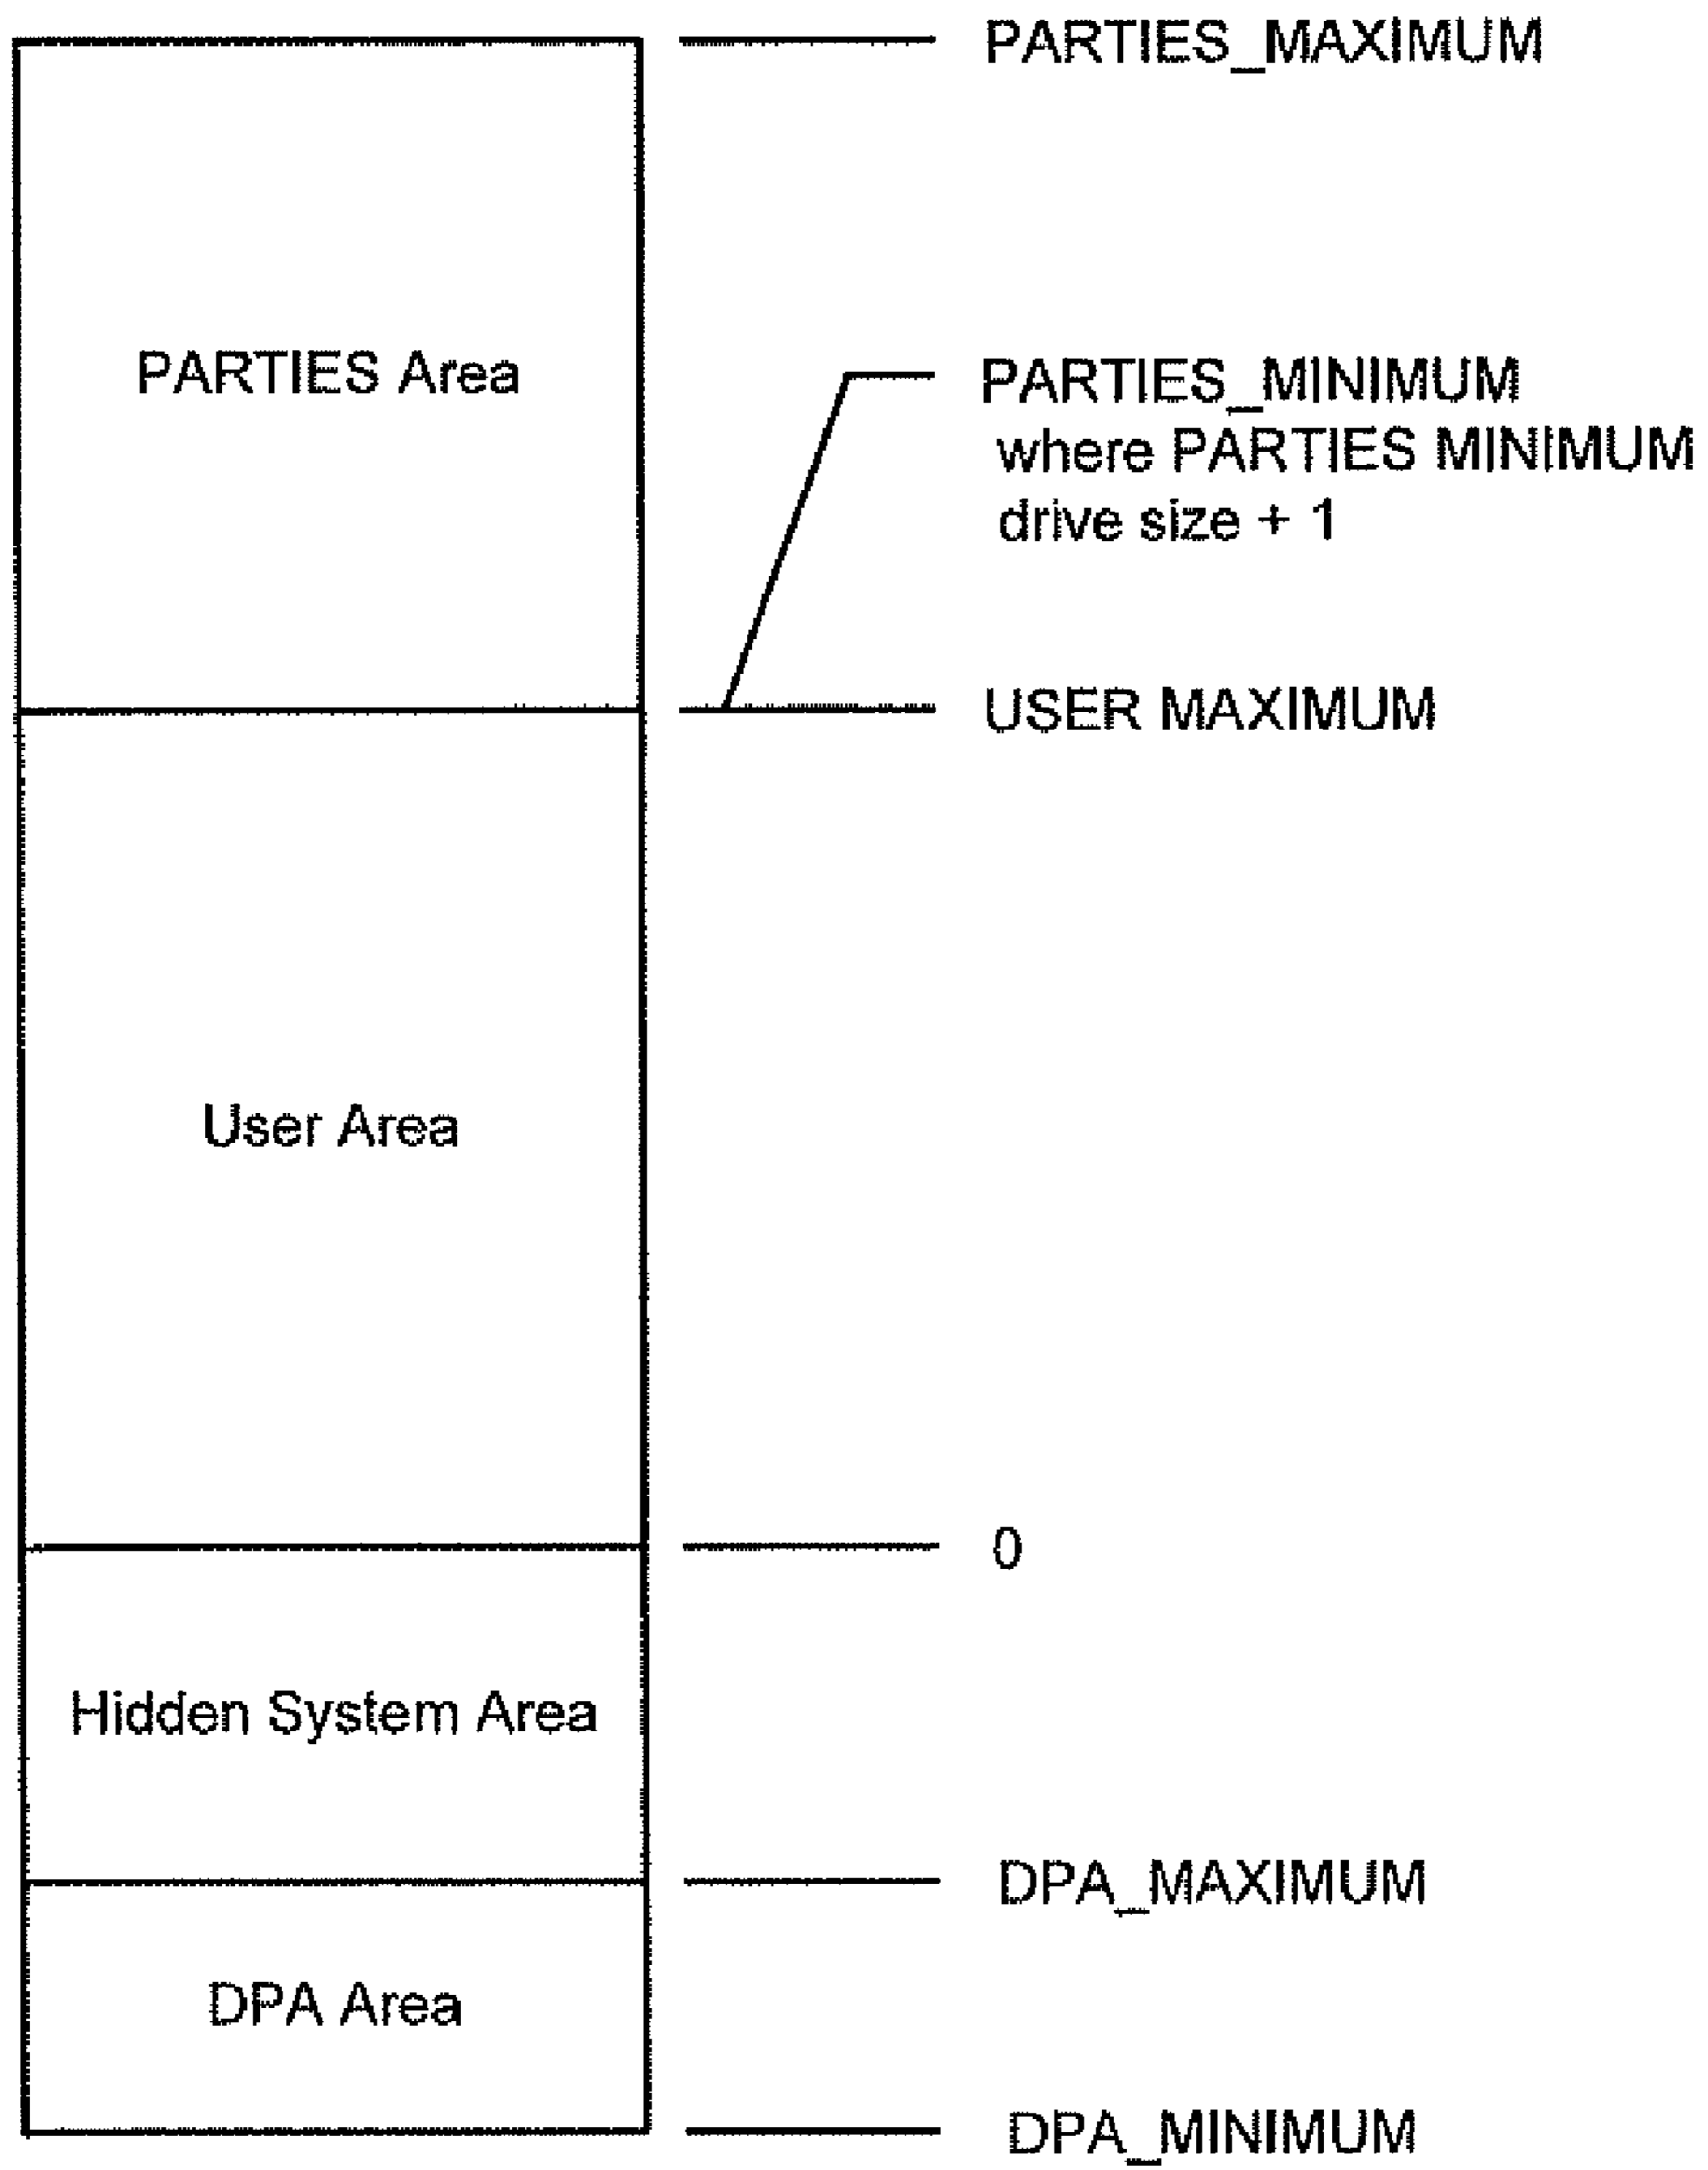 PARTIES_MAXIMUM
PARTIES Area
PARTIES_MINIMUM
where PARTIES MINIMUM
drive size + 1
USER MAXIMUM
User Area
0
Hidden System Area
DPA_MAXIMUM
DPA Area
DPA_MINIMUM